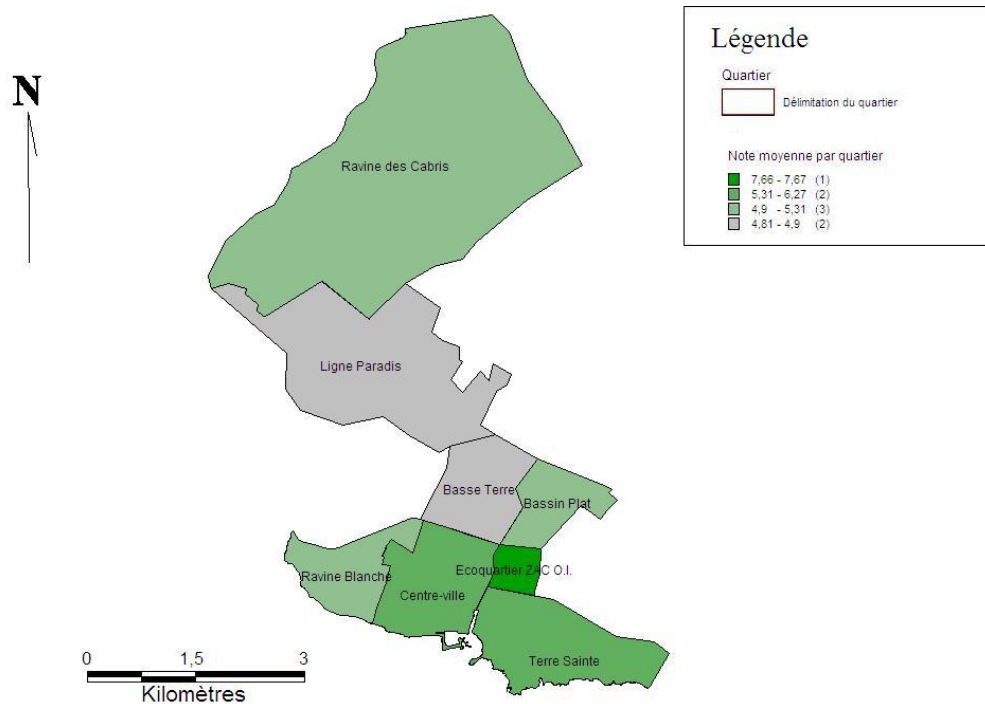 Légende
Quartier
Délimitation du quartier
Note moyenne par quartier
7,66 - 7,67 (1)
5,31 - 6,27 (2)
4,9 - 5,31 (3)
4,81 - 4,9 (2)
N
Ravine des Cabris
Ligne Paradis
Basse Terre
Bassin Plat
Ecoquartier ZAC O.I.
Ravine Blanche
Centre-ville
Terre Sainte
0 1,5 3
Kilomètres